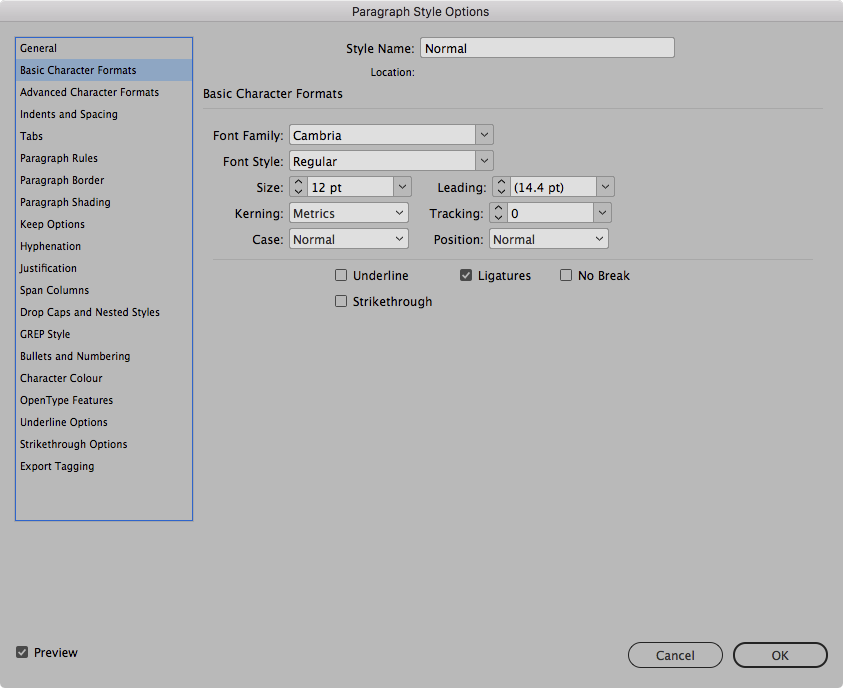 Paragraph Style Options
General
Basic Character Formats
Advanced Character Formats
Indents and Spacing
Tabs
Paragraph Rules
Paragraph Border
Paragraph Shading
Keep Options
Hyphenation
Justification
Span Columns
Drop Caps and Nested Styles
GREP Style
Bullets and Numbering
Character Colour
OpenType Features
Underline Options
Strikethrough Options
Export Tagging
Style Name: Normal
Location:
Basic Character Formats
Font Family: Cambria
Font Style: Regular
Size: 12 pt Leading: (14.4 pt)
Kerning: Metrics Tracking: 0
Case: Normal Position: Normal
Underline Ligatures No Break
Strikethrough
Preview Cancel OK